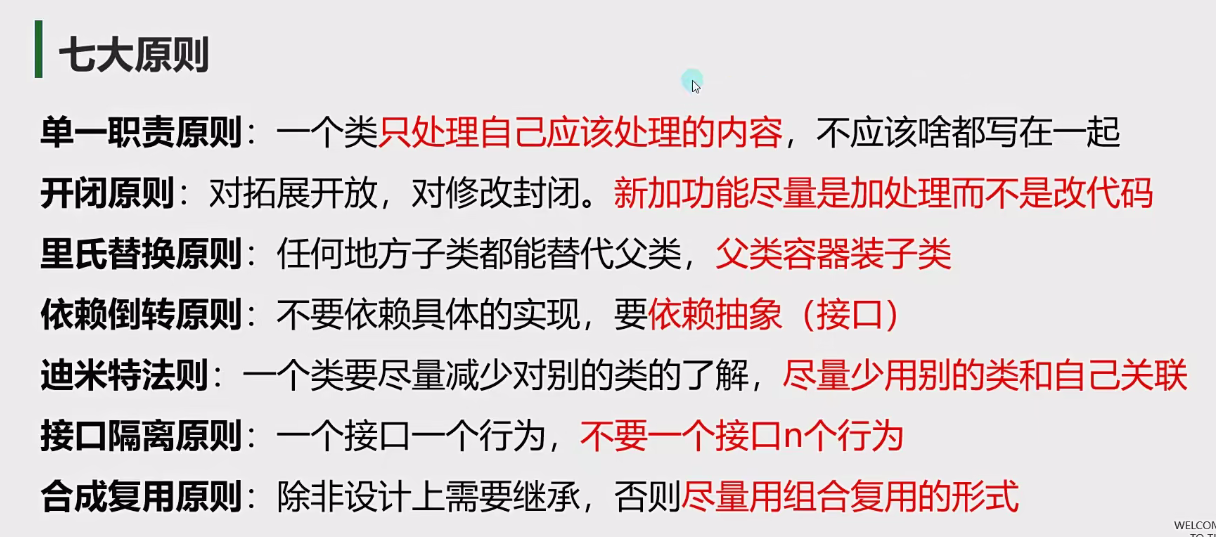 七大原则
单一职责原则：一个类只处理自己应该处理的内容，不应该啥都写在一起
开闭原则：对拓展开放，对修改封闭。新加功能尽量是加处理而不是改代码
里氏替换原则：任何地方子类都能替代父类，父类容器装子类
依赖倒转原则：不要依赖具体的实现，要依赖抽象（接口）
迪米特法则：一个类要尽量减少对别的类的了解，尽量少用别的类和自己关联
接口隔离原则：一个接口一个行为，不要一个接口n个行为
合成复用原则：除非设计上需要继承，否则尽量用组合复用的形式